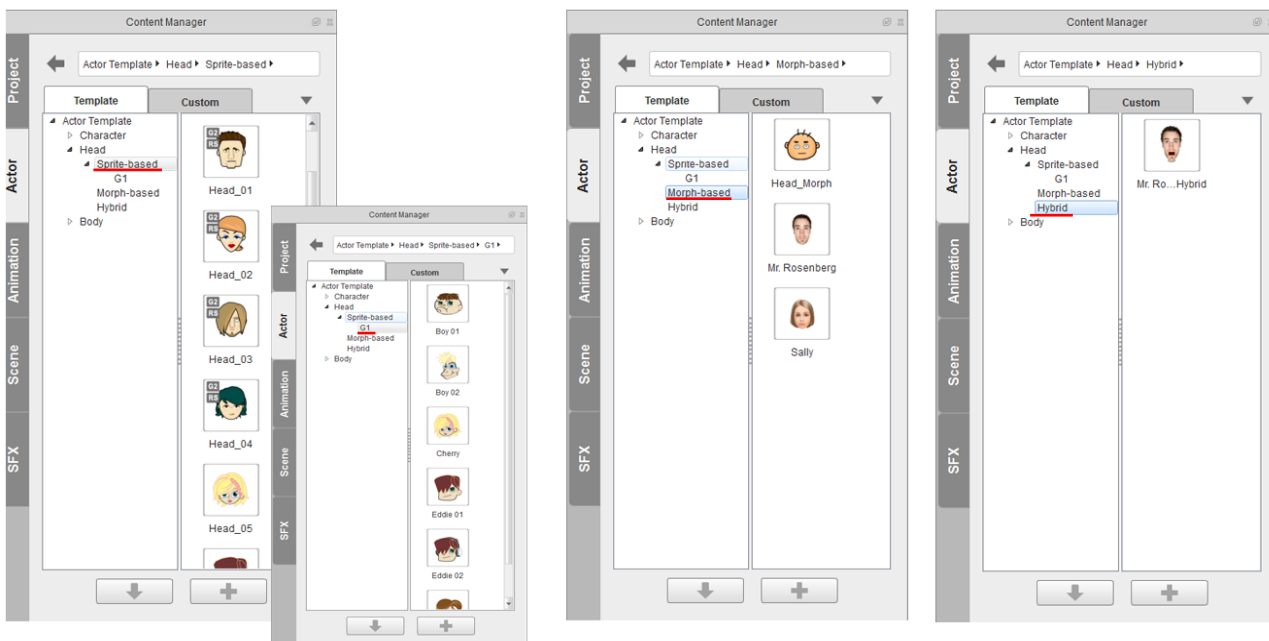 Content Manager
Project
Actor
Animation
Scene
SFX
Actor Template Head Sprite-based
Template Custom
Actor Template
Character
Head
Sprite-based
G1
Morph-based
Hybrid
Body
G2
RS
Head_01
G2
RS
Head_02
G2
RS
Head_03
G2
RS
Head_04
Head_05
Content Manager
Project
Actor
Animation
Scene
SFX
Actor Template Head Sprite-based G1
Template Custom
Actor Template
Character
Head
Sprite-based
G1
Morph-based
Hybrid
Body
Boy 01
Boy 02
Cherry
Eddie 01
Eddie 02
Content Manager
Project
Actor
Animation
Scene
SFX
Actor Template Head Morph-based
Template Custom
Actor Template
Character
Head
Sprite-based
G1
Morph-based
Hybrid
Body
Head_Morph
Mr. Rosenberg
Sally
Content Manager
Project
Actor
Animation
Scene
SFX
Actor Template Head Hybrid
Template Custom
Actor Template
Character
Head
Sprite-based
G1
Morph-based
Hybrid
Body
Mr. Ro...Hybrid